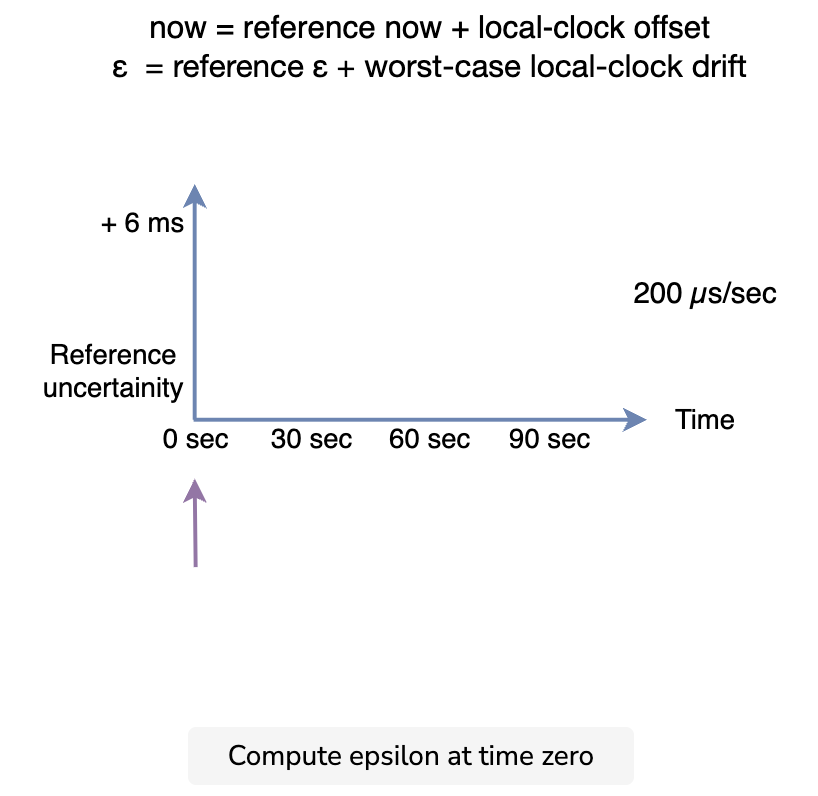 now = reference now + local-clock offset
ε = reference ε + worst-case local-clock drift
+ 6 ms
200 µs/sec
Reference
uncertainity
Time
0 sec 30 sec 60 sec 90 sec
Compute epsilon at time zero